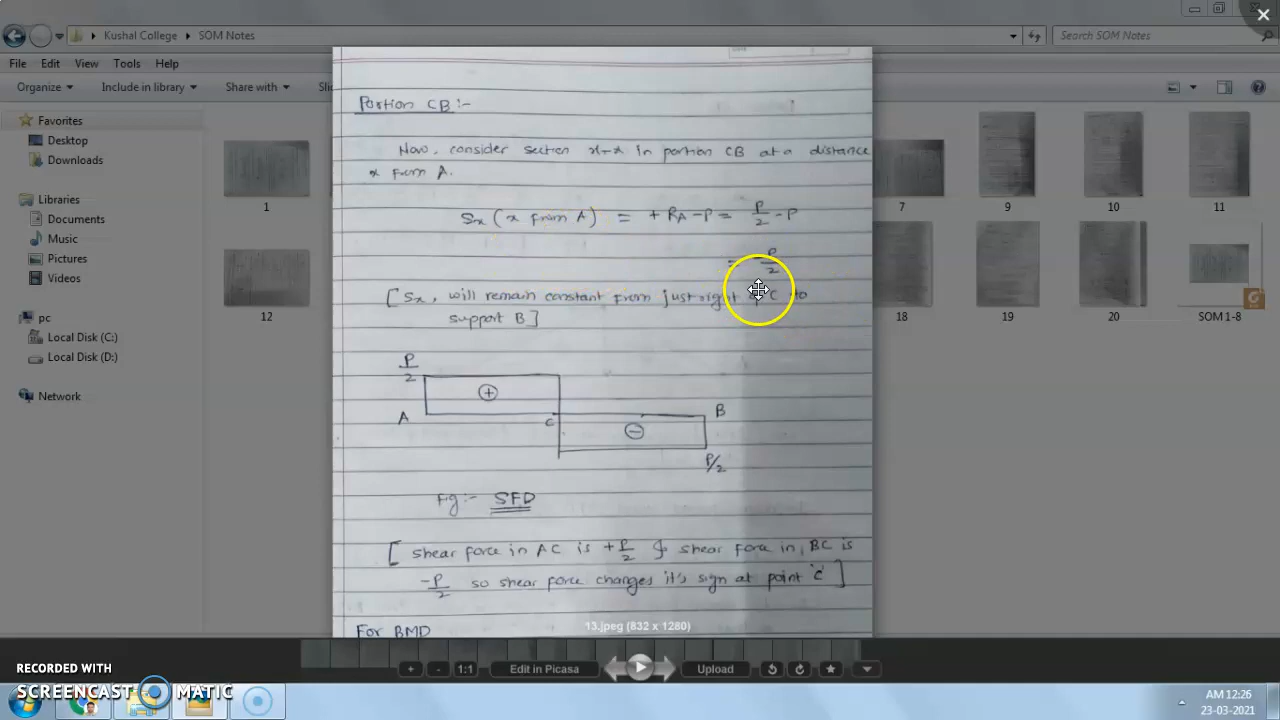 Kushal College ▸ SOM Notes
Search SOM Notes
File Edit View Tools Help
Organize Include in library Share with Sli
Favorites
Desktop
Downloads
Libraries
Documents
Music
Pictures
Videos
pc
Local Disk (C:)
Local Disk (D:)
Network
1 7 9 10 11
12 18 19 20 SOM 1-8
Portion CB :-
Now, consider section x-x in portion CB at a distance
x from A.
Sx (x from A) = + RA - P = P/2 - P
= P/2
[ Sx, will remain constant from just right of C to
support B ]
P/2
+
A C B
-
P/2
Fig :- SFD
[ shear force in AC is + P/2 & shear force in BC is
- P/2 so shear force changes it's sign at point 'C' ]
For BMD
13.jpeg (832 x 1280)
+ - 1:1 Edit in Picasa Upload
RECORDED WITH
SCREENCAST MATIC
AM 12:26
23-03-2021